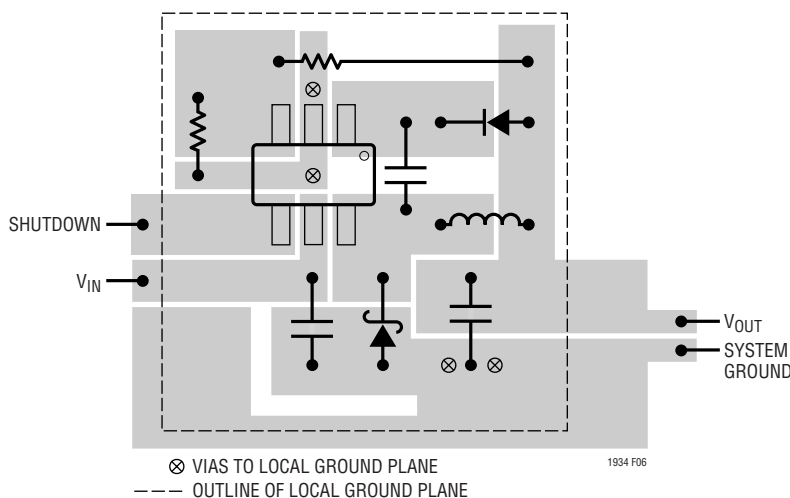 SHUTDOWN
VIN
VOUT
SYSTEM
GROUND
1934 F06
VIAS TO LOCAL GROUND PLANE
OUTLINE OF LOCAL GROUND PLANE